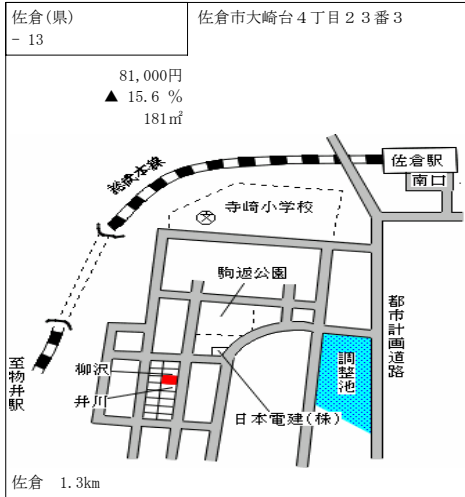 佐倉(県)
- 13
佐倉市大崎台４丁目２３番３
81,000円
▲ 15.6 %
181㎡
総武本線
佐倉駅
南口
寺崎小学校
駒返公園
都市計画道路
調整池
至物井駅
柳沢
井川
日本電建(株)
佐倉 1.3km